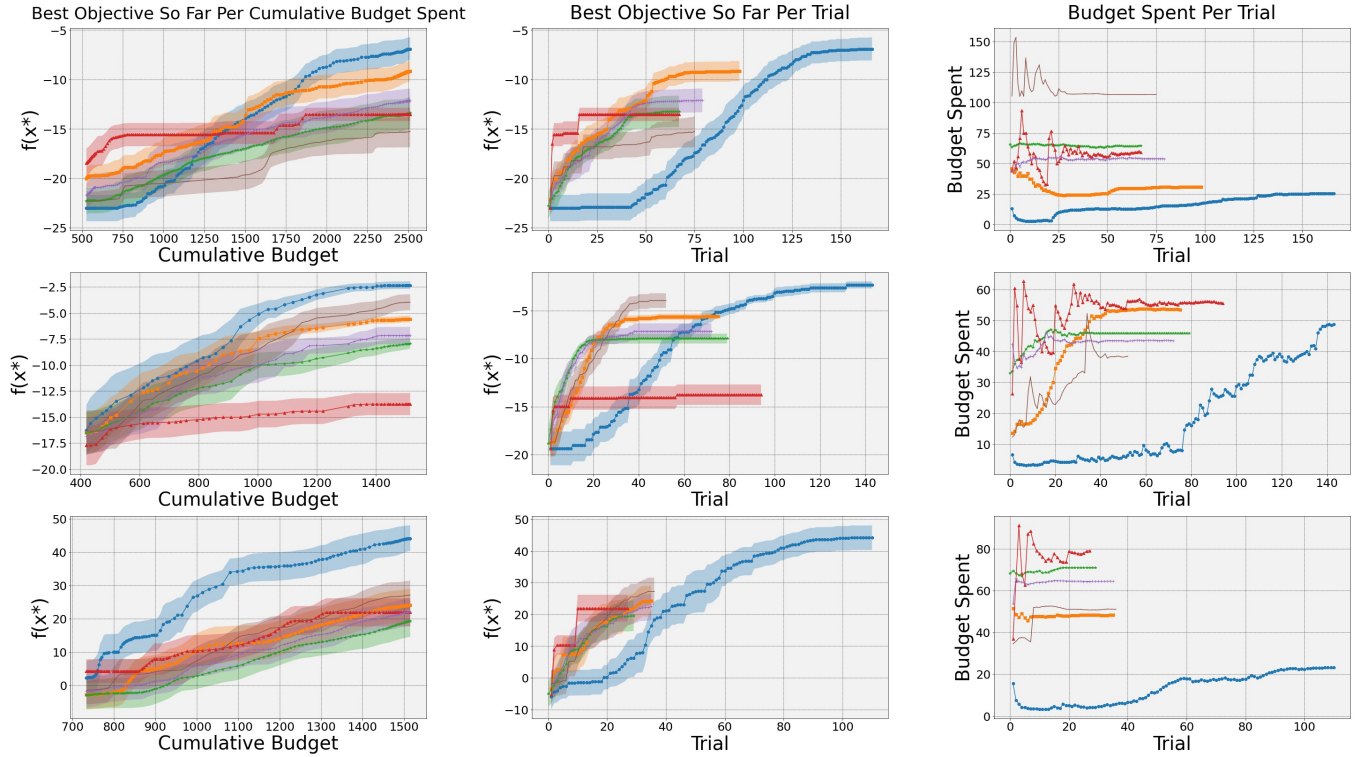 Best Objective So Far Per Cumulative Budget Spent
Best Objective So Far Per Trial
Budget Spent Per Trial
f(x*)
−5
−10
−15
−20
−25
500 750 1000 1250 1500 1750 2000 2250 2500
Cumulative Budget
f(x*)
−5
−10
−15
−20
−25
0 25 50 75 100 125 150
Trial
Budget Spent
150
125
100
75
50
25
0
0 25 50 75 100 125 150
Trial
f(x*)
−2.5
−5.0
−7.5
−10.0
−12.5
−15.0
−17.5
−20.0
400 600 800 1000 1200 1400
Cumulative Budget
f(x*)
−5
−10
−15
−20
0 20 40 60 80 100 120 140
Trial
Budget Spent
60
50
40
30
20
10
0 20 40 60 80 100 120 140
Trial
f(x*)
50
40
30
20
10
0
700 800 900 1000 1100 1200 1300 1400 1500
Cumulative Budget
f(x*)
50
40
30
20
10
0
−10
0 20 40 60 80 100
Trial
Budget Spent
80
60
40
20
0
0 20 40 60 80 100
Trial